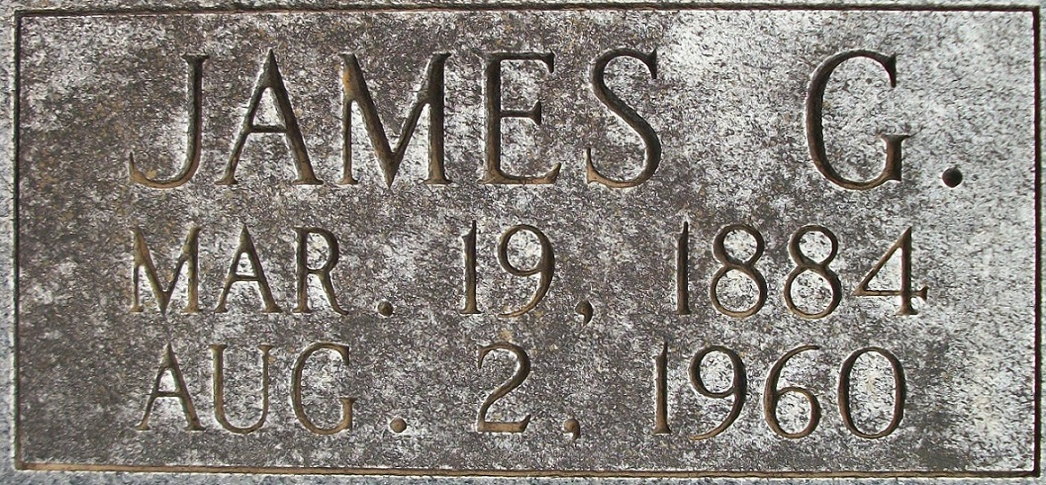 JAMES G.
MAR. 19, 1884
AUG. 2, 1960